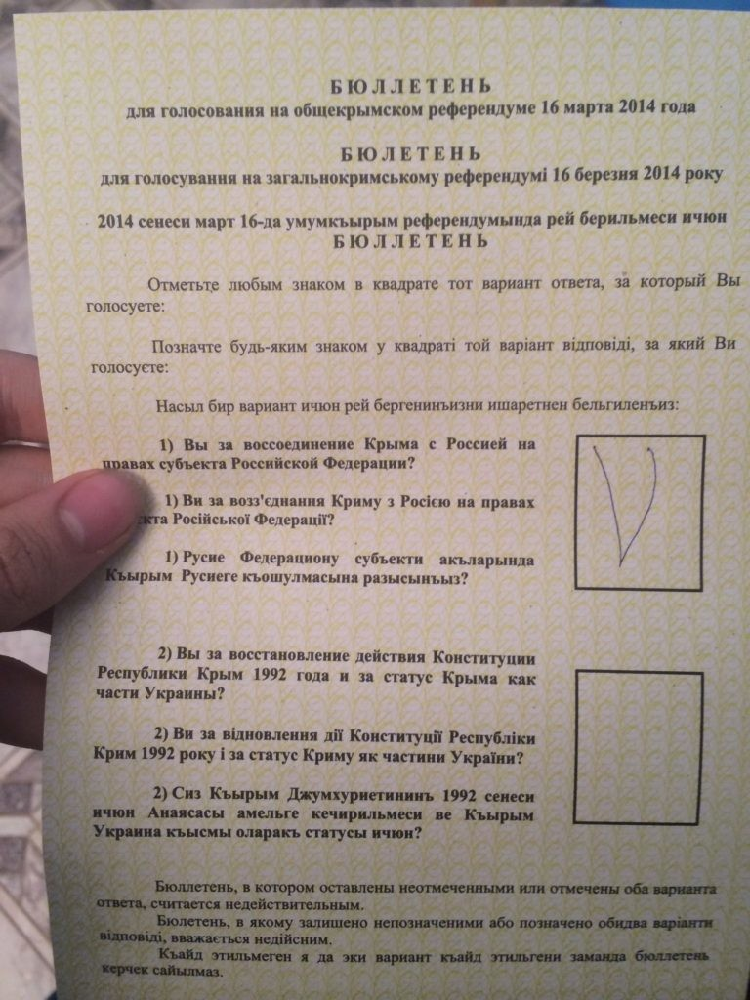 БЮЛЛЕТЕНЬ
для голосования на общекрымском референдуме 16 марта 2014 года
БЮЛЕТЕНЬ
для голосування на загальнокримському референдумі 16 березня 2014 року
2014 сенеси март 16-да умумкъырым референдумында рей берильмеси ичюн
БЮЛЛЕТЕНЬ
Отметьте любым знаком в квадрате тот вариант ответа, за который Вы
голосуете:
Позначте будь-яким знаком у квадраті той варіант відповіді, за який Ви
голосуєте:
Насыл бир вариант ичюн рей бергенинъизни ишаретнен бельгиленъиз:
1) Вы за воссоединение Крыма с Россией на
правах субъекта Российской Федерации?
1) Ви за возз'єднання Криму з Росією на правах
Російської Федерації?
1) Русие Федерациону субъекти акъларында
Къырым Русиеге къошулмасына разысынъыз?
2) Вы за восстановление действия Конституции
Республики Крым 1992 года и за статус Крыма как
части Украины?
2) Ви за відновлення дії Конституції Республіки
Крим 1992 року і за статус Криму як частини України?
2) Сиз Къырым Джумхуриетининъ 1992 сенеси
ичюн Анаясасы амельге кечирильмеси ве Къырым
Украина къысмы оларакъ статусы ичюн?
Бюллетень, в котором оставлены неотмеченными или отмечены оба варианта
ответа, считается недействительным.
Бюлетень, в якому залишено непозначеними або позначено обидва варіанти
відповіді, вважається недійсним.
Къайд этильмеген я да эки вариант къайд этильгени заманда бюллетень
керчек сайылмаз.